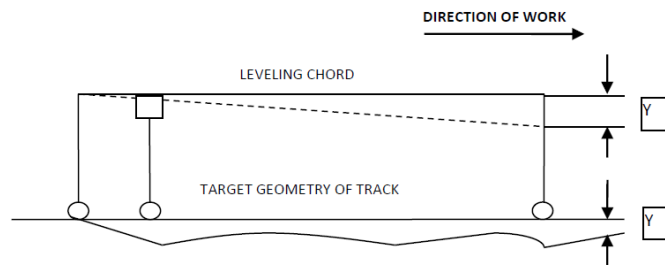 DIRECTION OF WORK
LEVELING CHORD
Y
TARGET GEOMETRY OF TRACK
Y